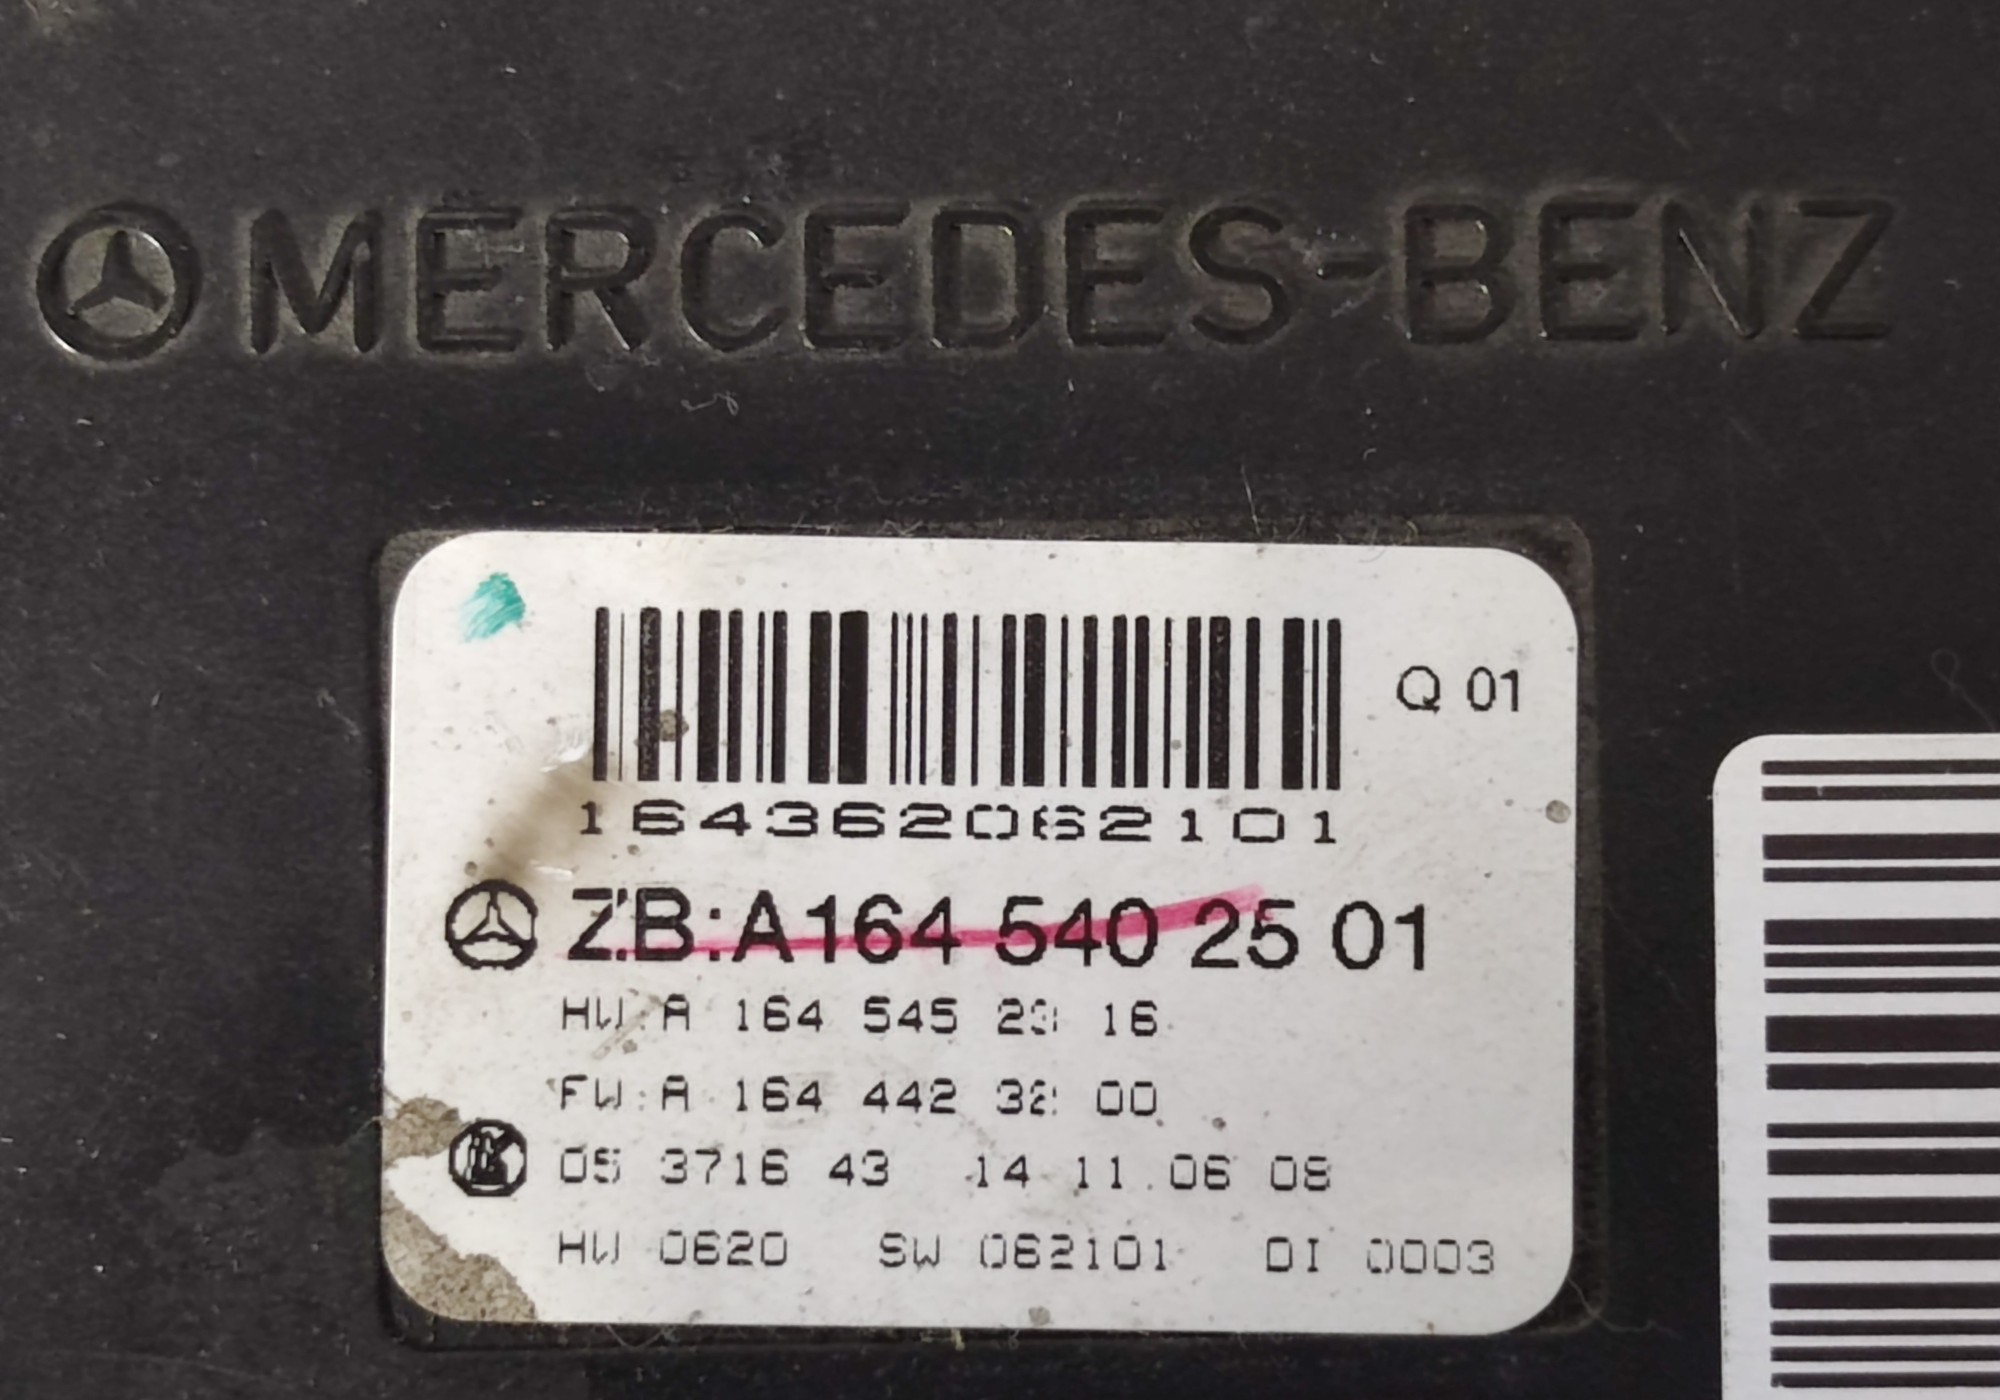 MERCEDES-BENZ
Q 01
164362062101
ZB:A164 540 25 01
HW:A 164 545 23 16
FW:A 164 442 32 00
05 3716 43 14 11.06 08
HW 0620 SW 062101 DI 0003